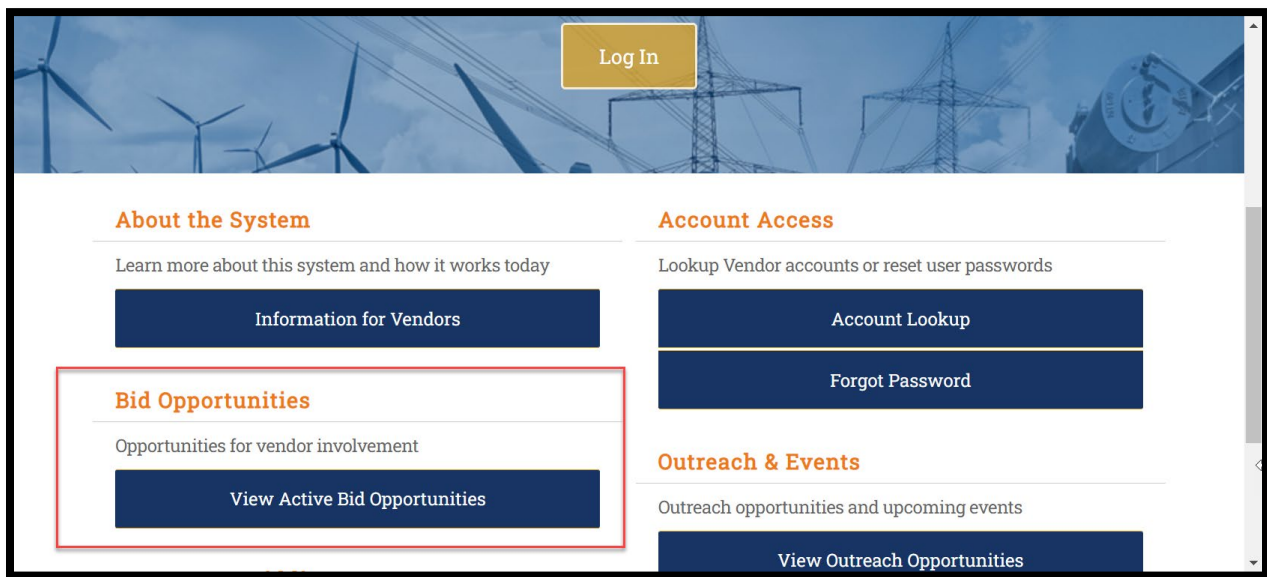 Log In
About the System
Learn more about this system and how it works today
Information for Vendors
Bid Opportunities
Opportunities for vendor involvement
View Active Bid Opportunities
Account Access
Lookup Vendor accounts or reset user passwords
Account Lookup
Forgot Password
Outreach & Events
Outreach opportunities and upcoming events
View Outreach Opportunities